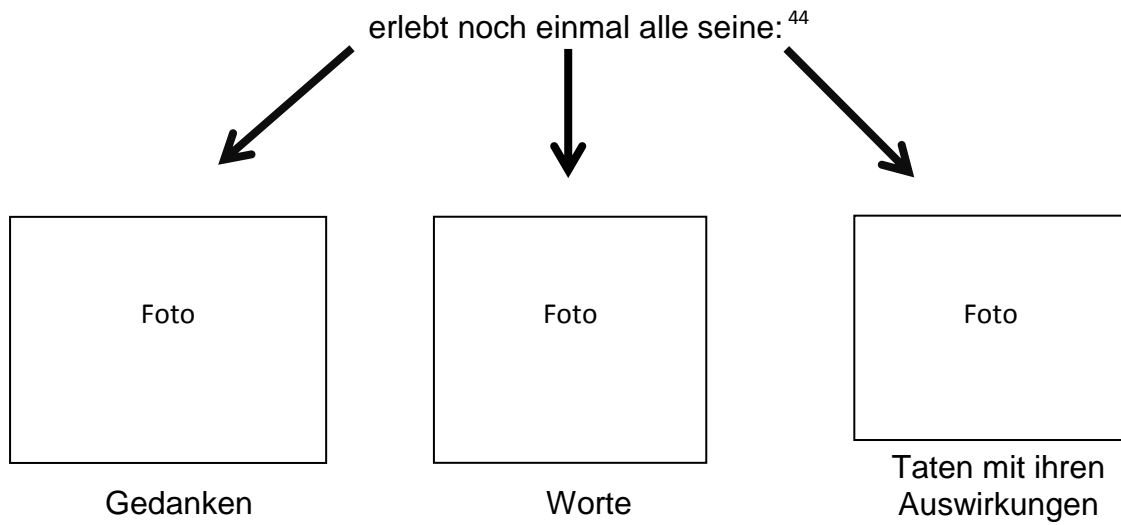 erlebt noch einmal alle seine: 44
Foto
Foto
Foto
Gedanken
Worte
Taten mit ihren
Auswirkungen